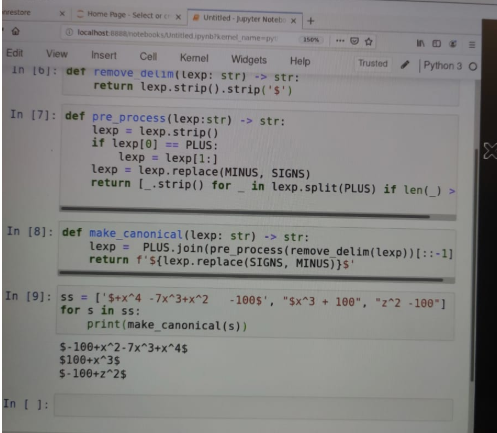 Home Page - Select or cr × Untitled - Jupyter Noteb ×
localhost:8888/notebooks/Untitled.ipynb?kernel_name=pyt 150%
Edit View Insert Cell Kernel Widgets Help Trusted Python 3
In [6]: def remove_delim(lexp: str) -> str:
return lexp.strip().strip('$')
In [7]: def pre_process(lexp:str) -> str:
lexp = lexp.strip()
if lexp[0] == PLUS:
lexp = lexp[1:]
lexp = lexp.replace(MINUS, SIGNS)
return [_.strip() for _ in lexp.split(PLUS) if len(_) >
In [8]: def make_canonical(lexp: str) -> str:
lexp = PLUS.join(pre_process(remove_delim(lexp))[::-1]
return f'${lexp.replace(SIGNS, MINUS)}$'
In [9]: ss = ['$+x^4 -7x^3+x^2 -100$', "$x^3 + 100", "z^2 -100"]
for s in ss:
print(make_canonical(s))
$-100+x^2-7x^3+x^4$
$100+x^3$
$-100+z^2$
In [ ]: